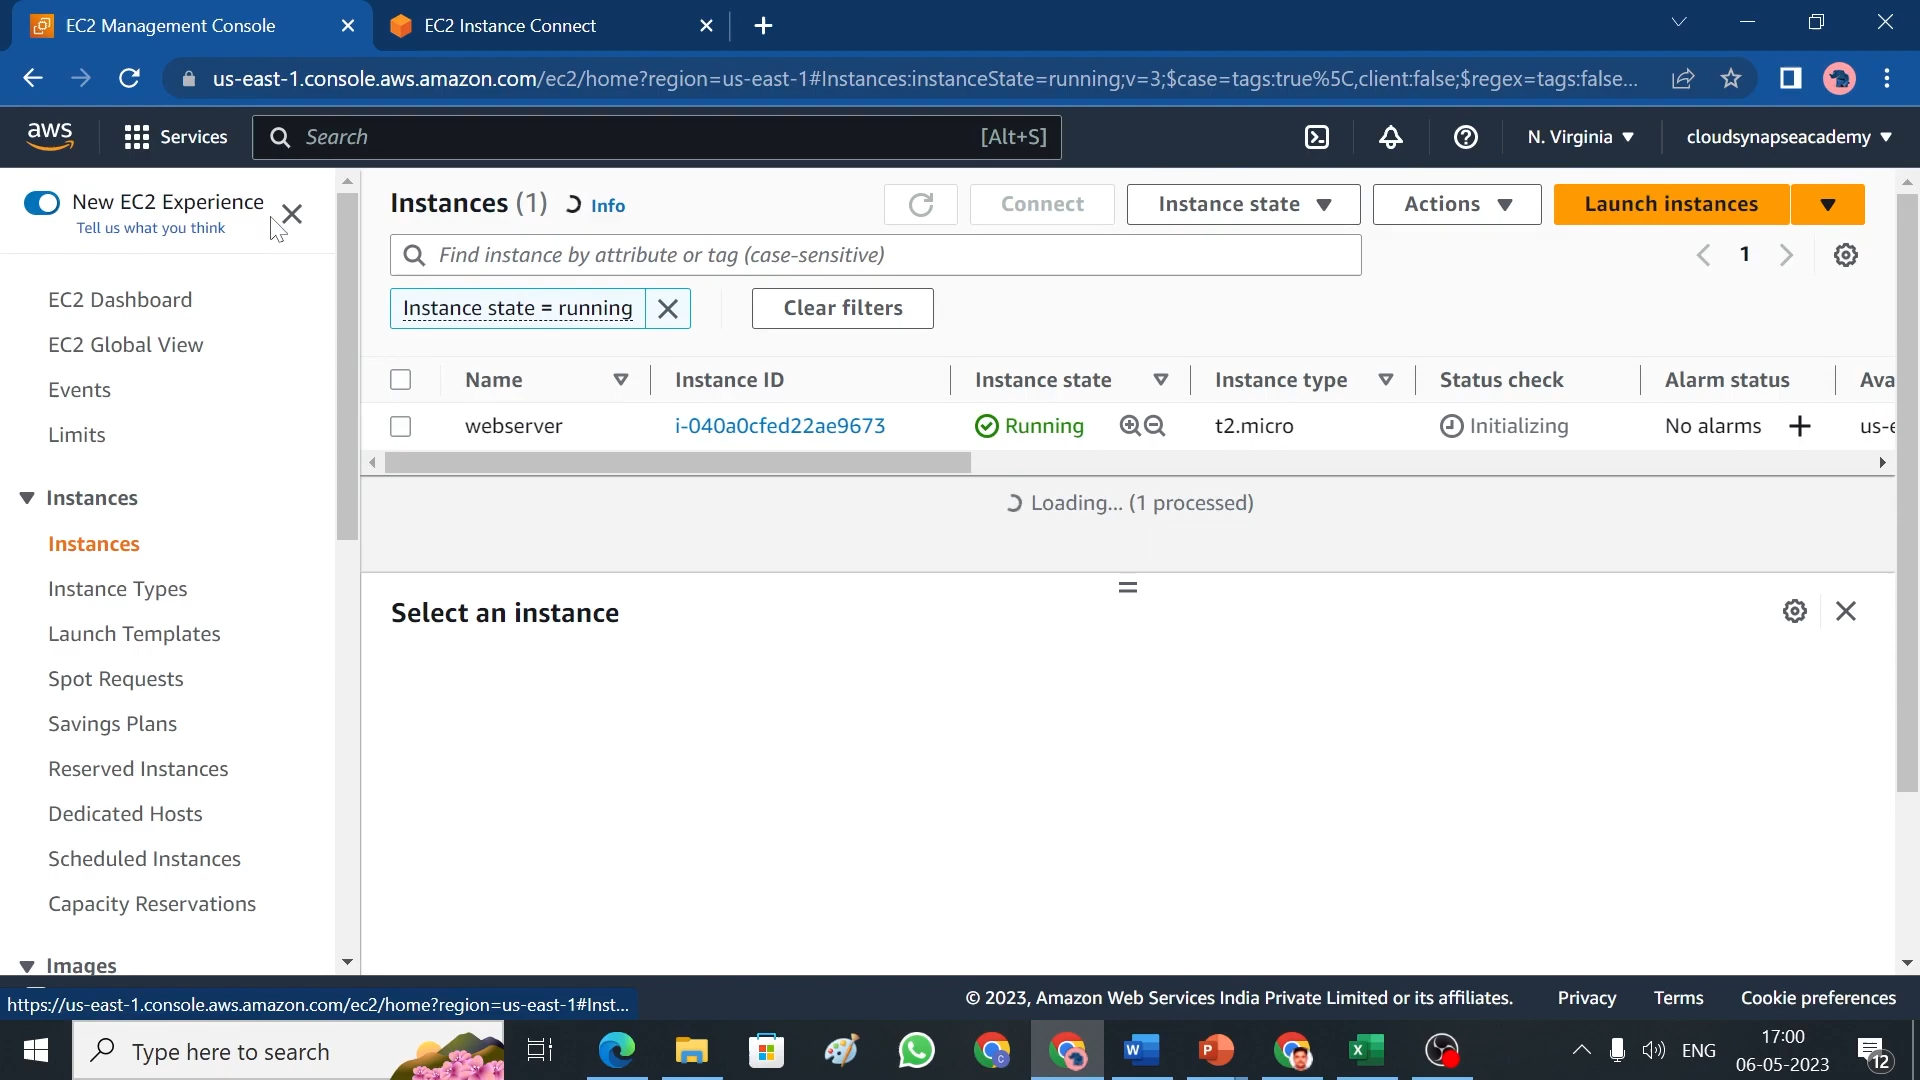 EC2 Management Console
EC2 Instance Connect
us-east-1.console.aws.amazon.com/ec2/home?region=us-east-1#Instances:instanceState=running;v=3;$case=tags:true%5C,client:false;$regex=tags:false...
aws
Services
Search
[Alt+S]
N. Virginia
cloudsynapseacademy
New EC2 Experience
Tell us what you think
EC2 Dashboard
EC2 Global View
Events
Limits
Instances
Instances
Instance Types
Launch Templates
Spot Requests
Savings Plans
Reserved Instances
Dedicated Hosts
Scheduled Instances
Capacity Reservations
Images
Instances (1) Info
Connect
Instance state
Actions
Launch instances
Find instance by attribute or tag (case-sensitive)
1
Instance state = running
Clear filters
Name Instance ID Instance state Instance type Status check Alarm status Ava
webserver i-040a0cfed22ae9673 Running t2.micro Initializing No alarms + us-e
Loading... (1 processed)
Select an instance
https://us-east-1.console.aws.amazon.com/ec2/home?region=us-east-1#Inst...
© 2023, Amazon Web Services India Private Limited or its affiliates.
Privacy
Terms
Cookie preferences
Type here to search
ENG
17:00
06-05-2023
12